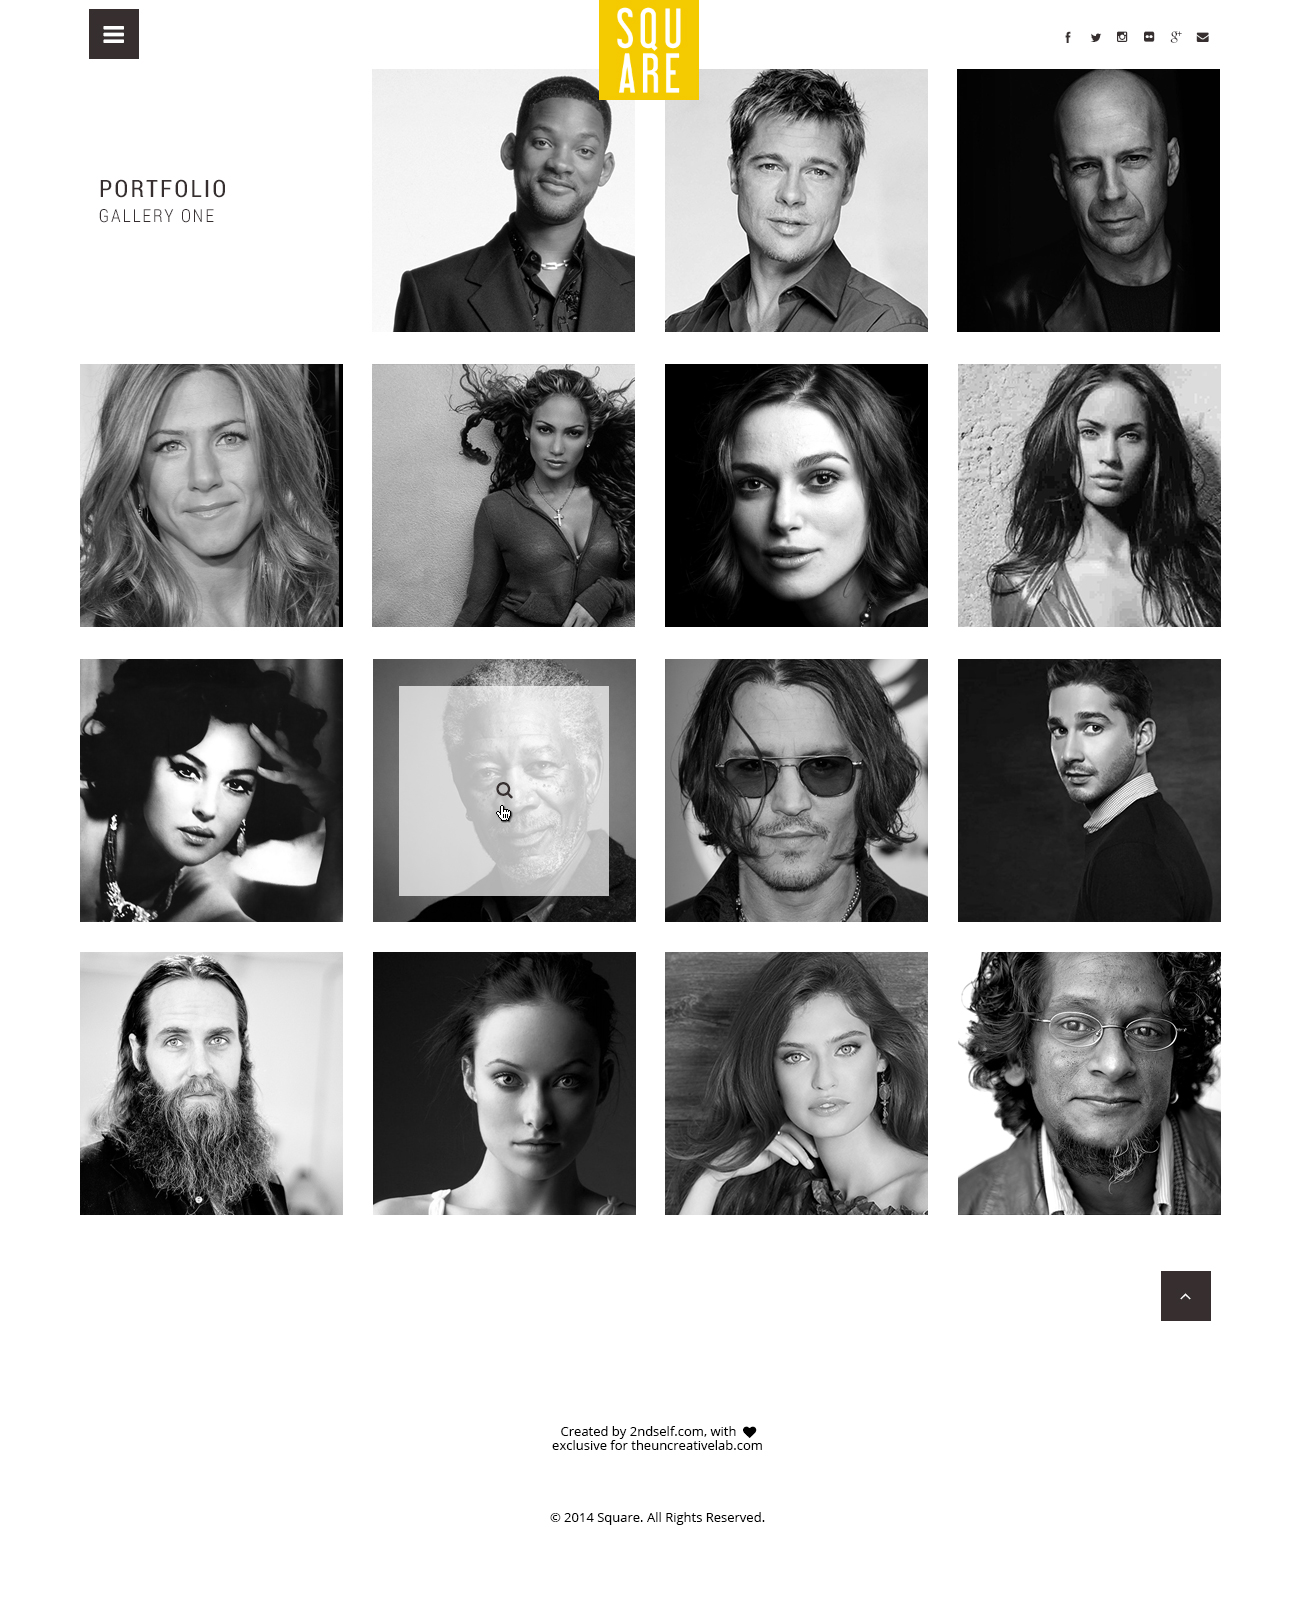 SQU
ARE
PORTFOLIO
GALLERY ONE
Created by 2ndself.com, with
exclusive for theuncreativelab.com
© 2014 Square. All Rights Reserved.